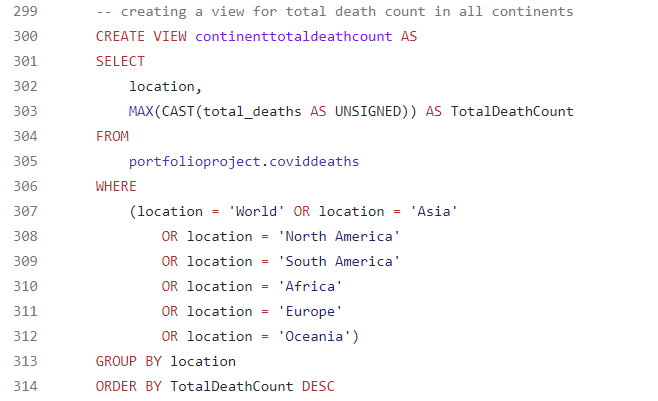 299 -- creating a view for total death count in all continents
300 CREATE VIEW continenttotaldeathcount AS
301 SELECT
302 location,
303 MAX(CAST(total_deaths AS UNSIGNED)) AS TotalDeathCount
304 FROM
305 portfolioproject.coviddeaths
306 WHERE
307 (location = 'World' OR location = 'Asia'
308 OR location = 'North America'
309 OR location = 'South America'
310 OR location = 'Africa'
311 OR location = 'Europe'
312 OR location = 'Oceania')
313 GROUP BY location
314 ORDER BY TotalDeathCount DESC